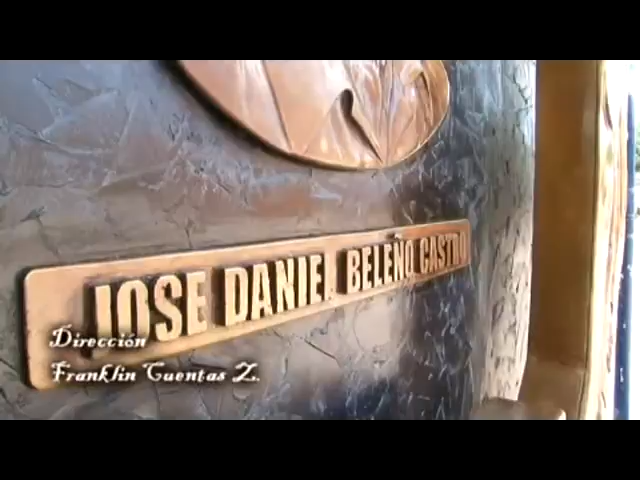 JOSE DANIEL BELEÑO CASTRO
Dirección
Franklin Cuentas Z.